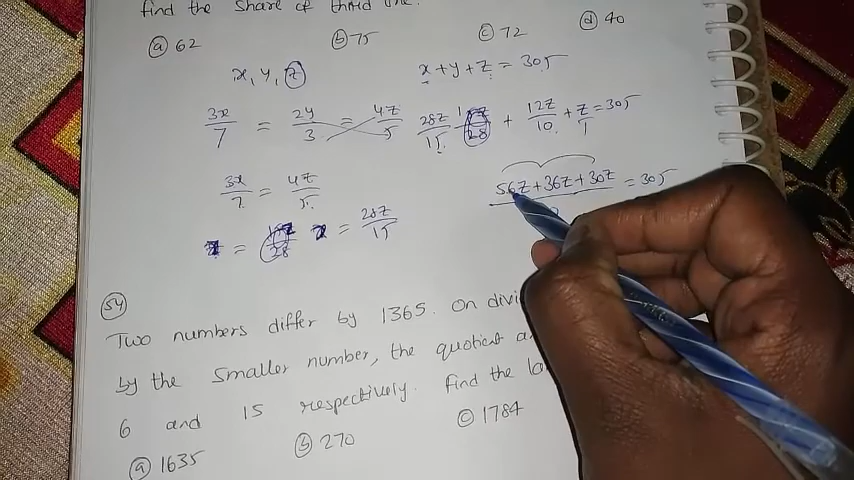 find the share of third one.
(a) 62 (b) 75 (c) 72 (d) 40
x, y, z x + y + z = 305
3x/7 = 2y/3 = 4z/5 28z/15 + 12z/10 + z/1 = 305
3x/7 = 4z/5 56z + 36z + 30z = 305
x = 28z/15
(54)
Two numbers differ by 1365. On
by the smaller number, the quotient
6 and 15 respectively. find the
(a) 1635 (b) 270 (c) 1784